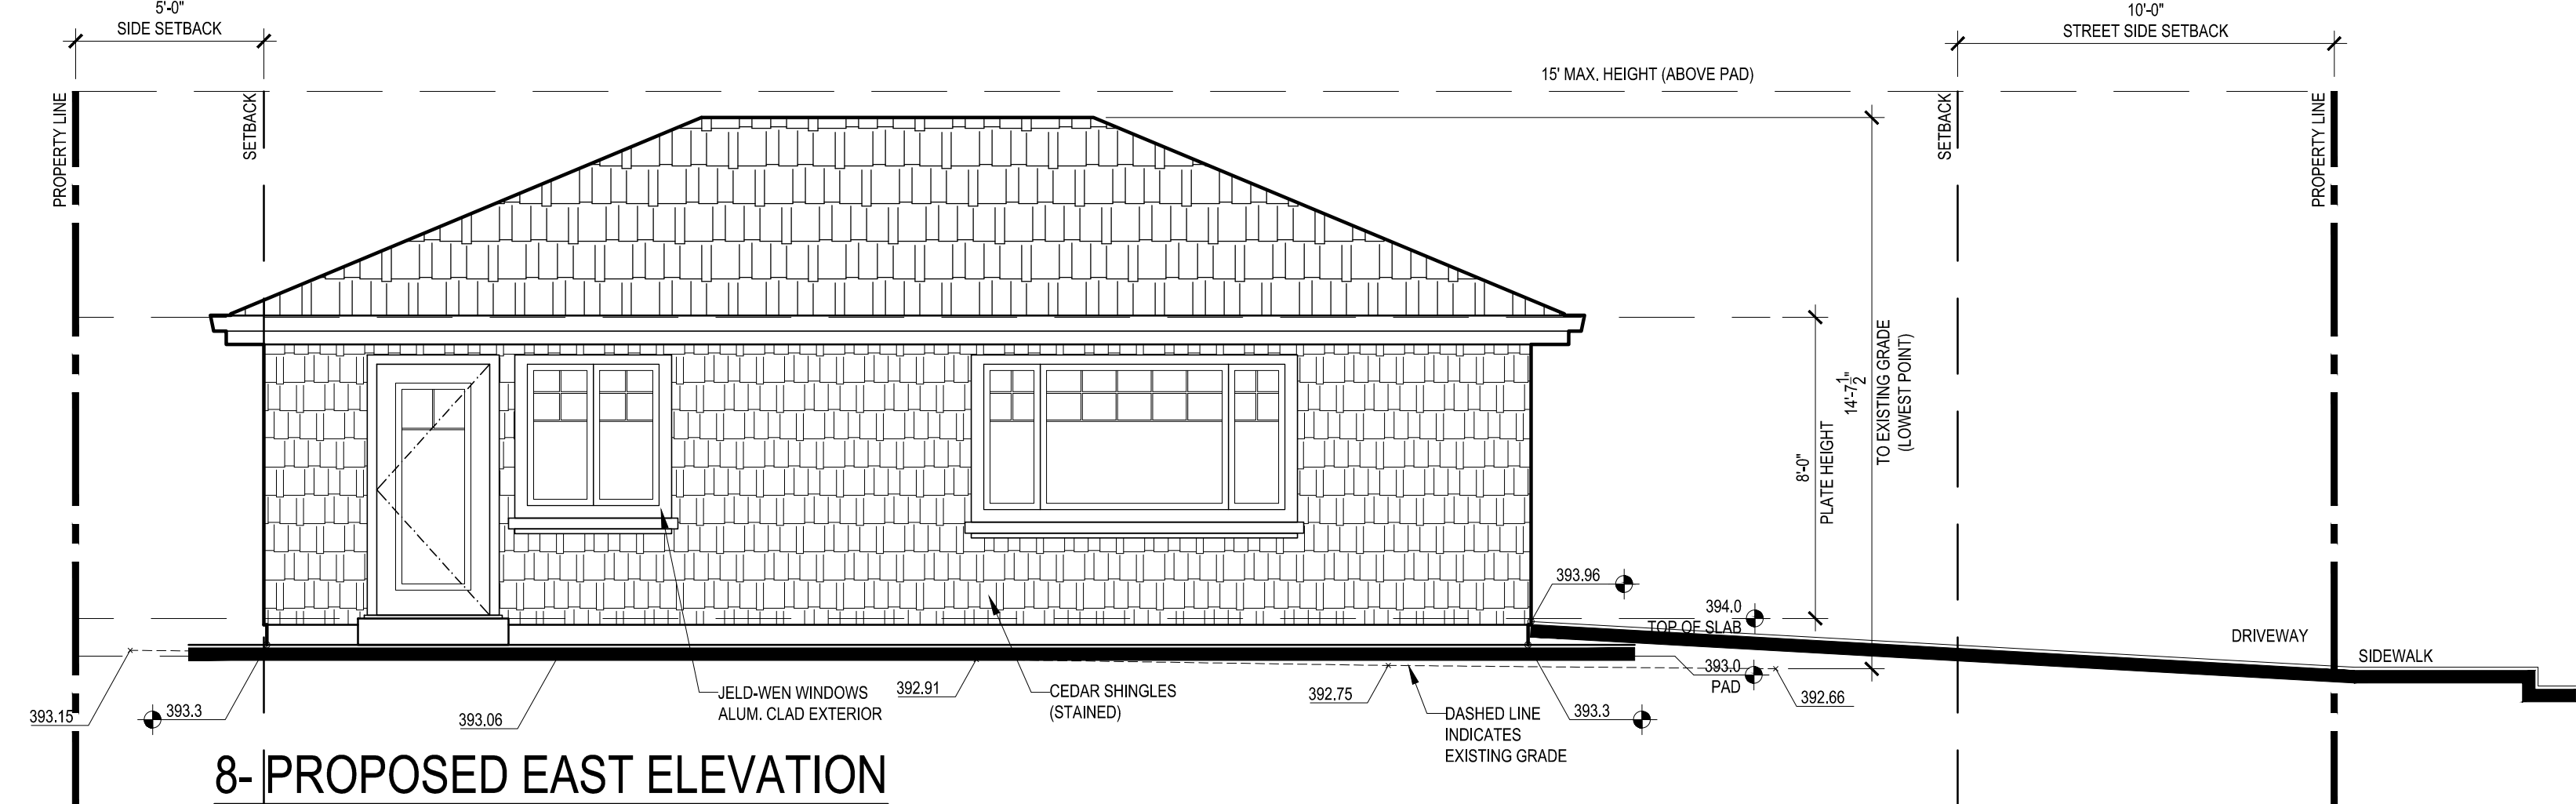 5'-0"
SIDE SETBACK
10'-0"
STREET SIDE SETBACK
15' MAX. HEIGHT (ABOVE PAD)
PROPERTY LINE
SETBACK
SETBACK
PROPERTY LINE
8'-0"
PLATE HEIGHT
14'-7 1/2"
TO EXISTING GRADE
(LOWEST POINT)
393.96
394.0
TOP OF SLAB
DRIVEWAY
SIDEWALK
393.0
PAD
392.66
393.15
393.3
393.06
JELD-WEN WINDOWS
ALUM. CLAD EXTERIOR
392.91
CEDAR SHINGLES
(STAINED)
392.75
DASHED LINE
INDICATES
EXISTING GRADE
393.3
8- PROPOSED EAST ELEVATION